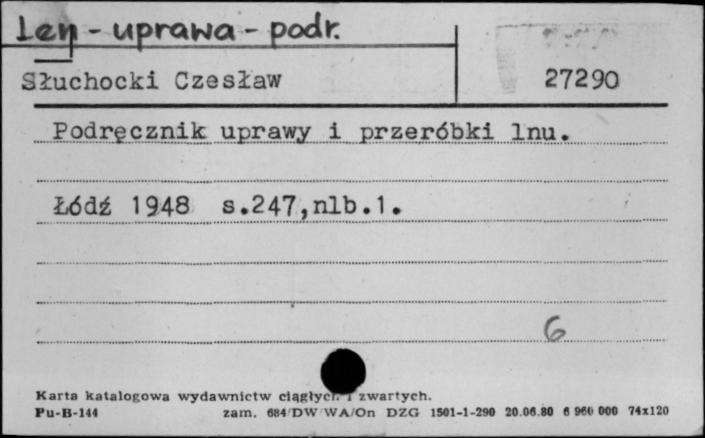 Len - uprawa - podr.
Słuchocki Czesław
27290
Podręcznik uprawy i przeróbki lnu.
Łódź 1948 s.247,nlb.1.
6
Karta katalogowa wydawnictw ciągłych i zwartych.
Pu-B-144 zam. 684/DW WA/On DZG 1501-1-290 20.06.80 6 960 000 74x120